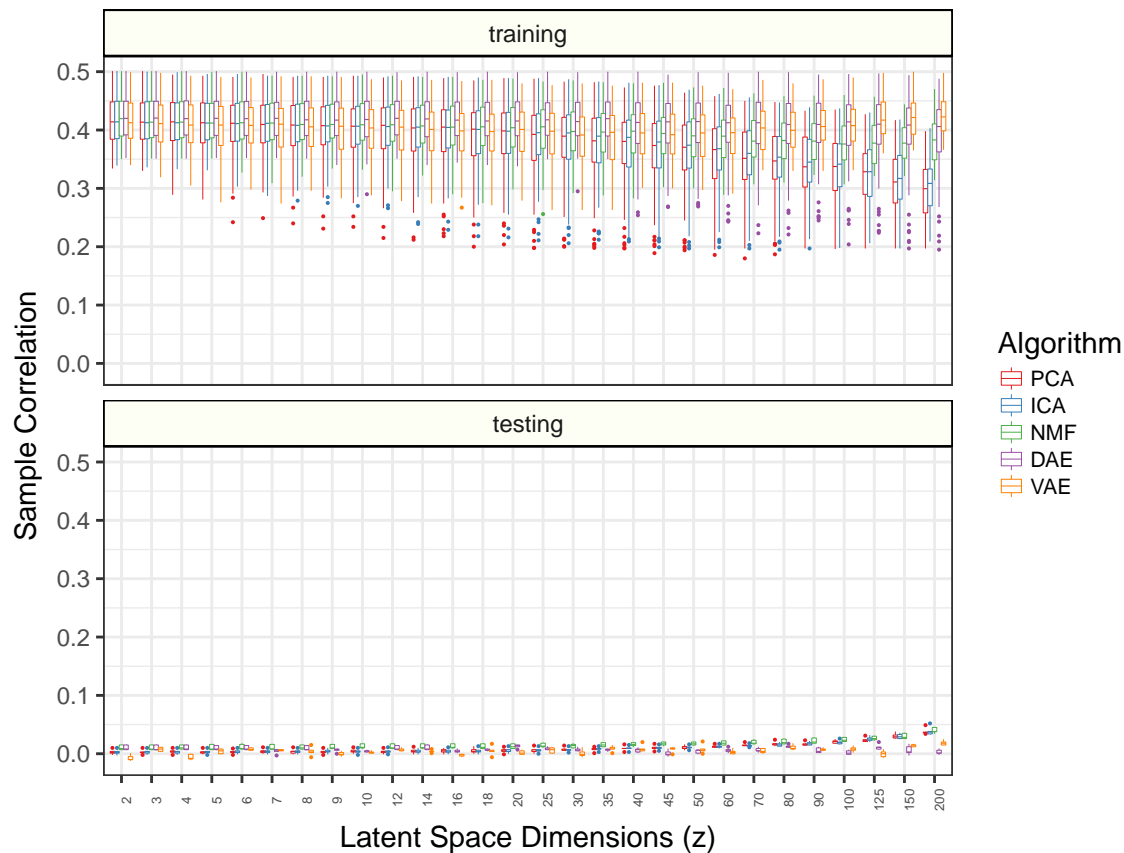 training
0.5
0.4
0.3
0.2
0.1
0.0
testing
0.5
0.4
0.3
0.2
0.1
0.0
Sample Correlation
2 3 4 5 6 7 8 9 10 12 14 16 18 20 25 30 35 40 45 50 60 70 80 90 100 125 150 200
Latent Space Dimensions (z)
Algorithm
PCA
ICA
NMF
DAE
VAE